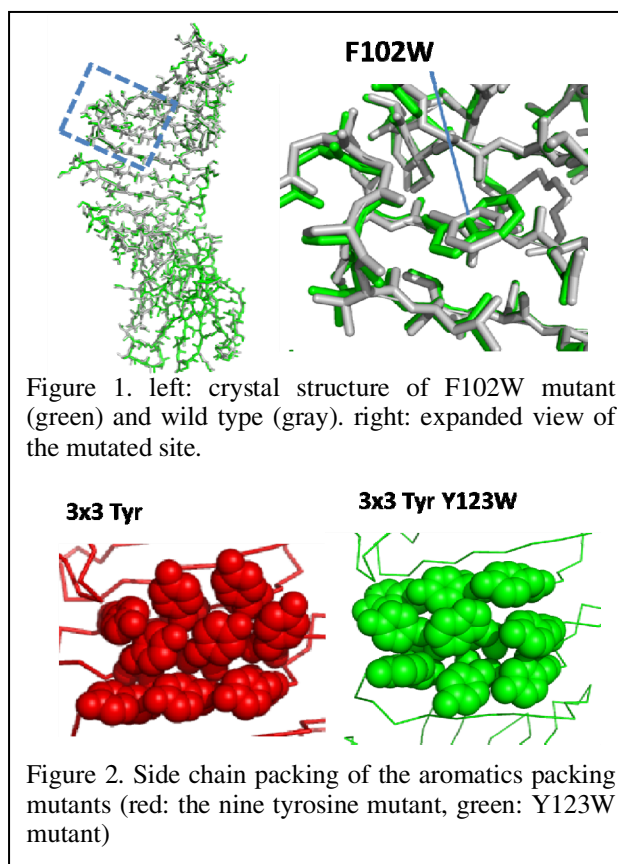 F102W
Figure 1. left: crystal structure of F102W mutant
(green) and wild type (gray). right: expanded view of
the mutated site.
3x3 Tyr
3x3 Tyr Y123W
Figure 2. Side chain packing of the aromatics packing
mutants (red: the nine tyrosine mutant, green: Y123W
mutant)